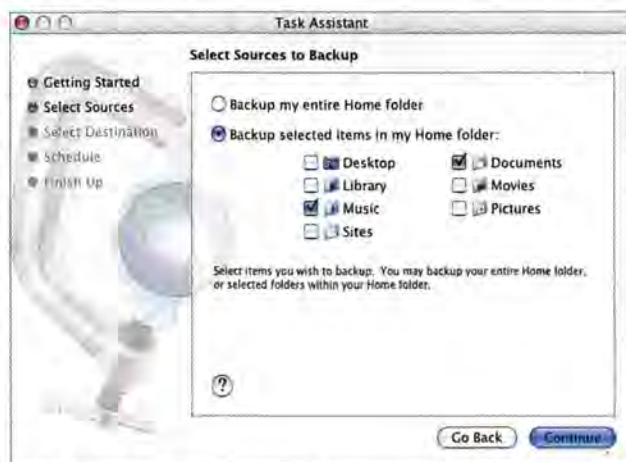 Task Assistant
Select Sources to Backup
Getting Started
Select Sources
Select Destination
Schedule
Finish Up
Backup my entire Home folder
Backup selected items in my Home folder:
Desktop
Documents
Library
Movies
Music
Pictures
Sites
Select items you wish to backup. You may backup your entire Home folder,
or selected folders within your Home folder.
?
Go Back
Continue